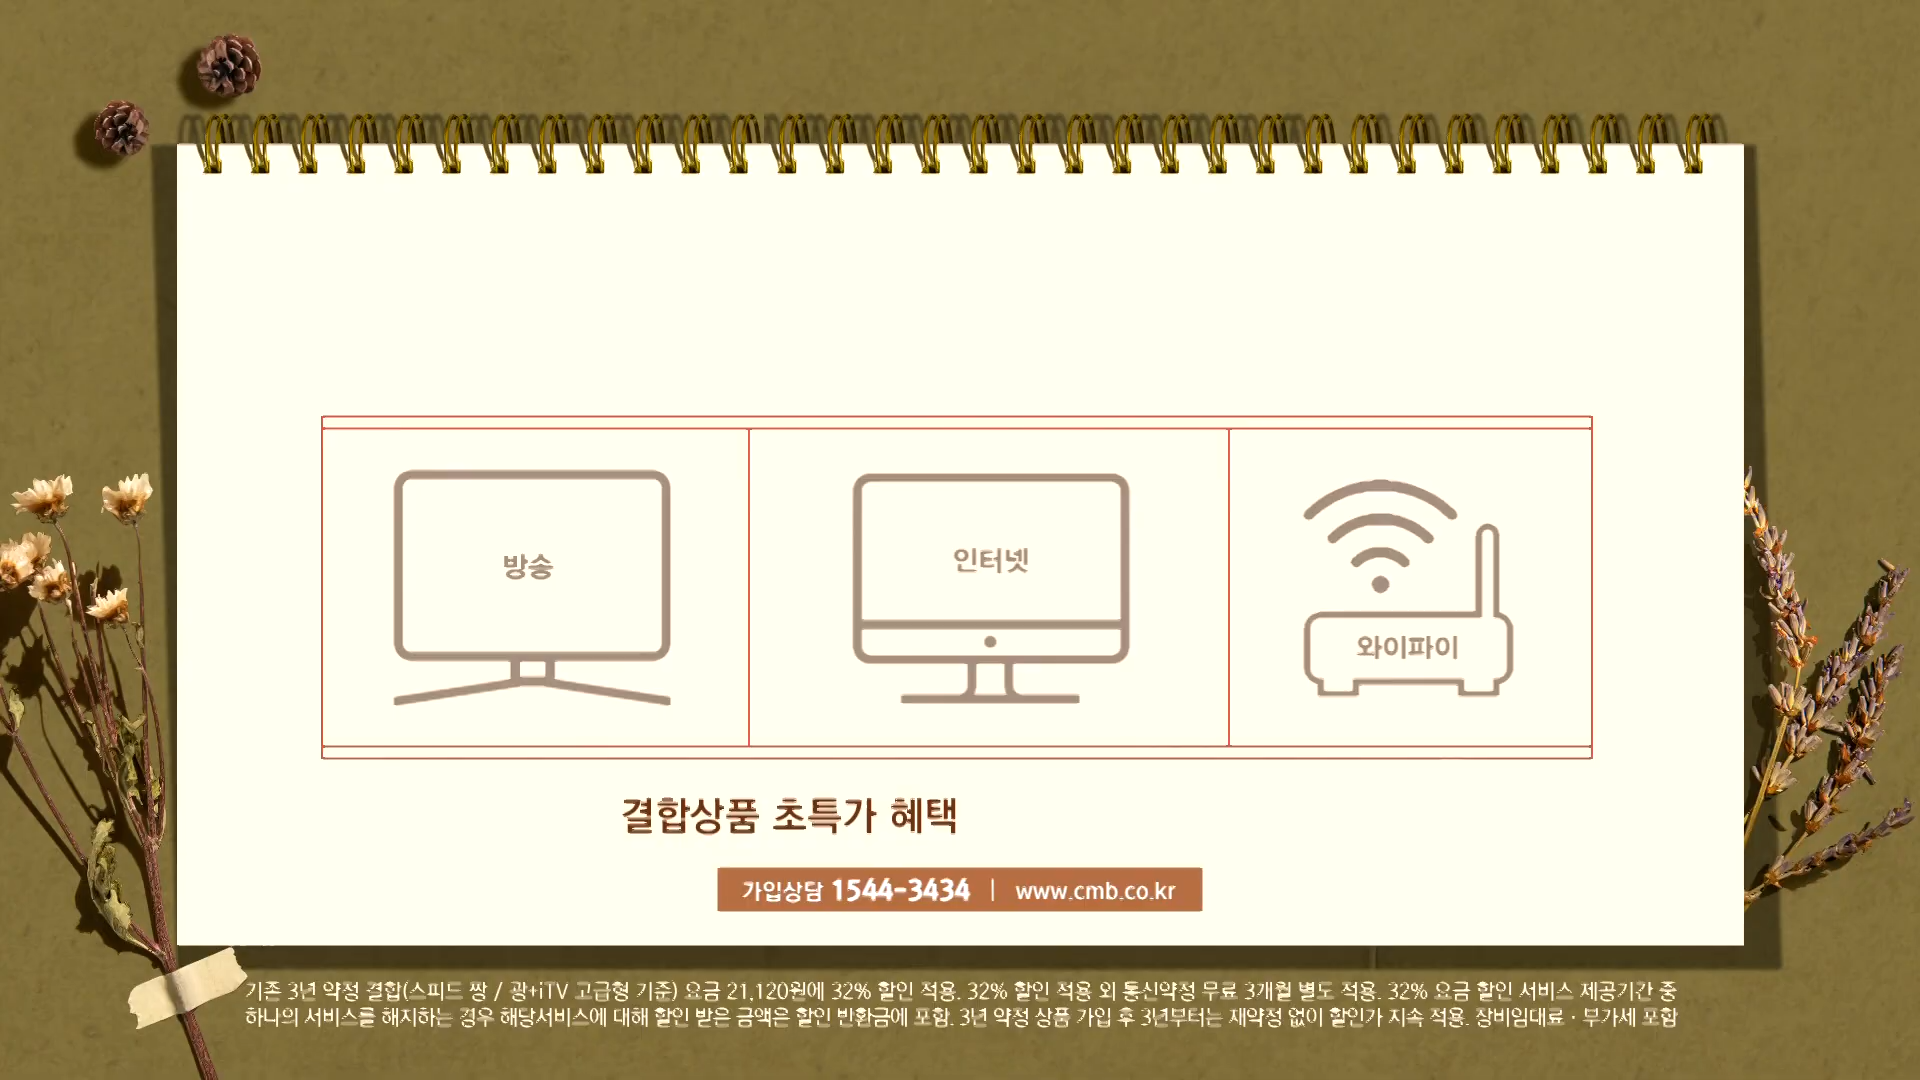 방송
인터넷
와이파이
결합상품 초특가 혜택
가입상담 1544-3434 | www.cmb.co.kr
기존 3년 약정 결합(스피드 짱 / 광+iTV 고급형 기준) 요금 21,120원에 32% 할인 적용. 32% 할인 적용 외 통신약정 무료 3개월 별도 적용. 32% 요금 할인 서비스 제공기간 중
하나의 서비스를 해지하는 경우 해당서비스에 대해 할인 받은 금액은 할인 반환금에 포함. 3년 약정 상품 가입 후 3년부터는 재약정 없이 할인가 지속 적용. 장비임대료 · 부가세 포함